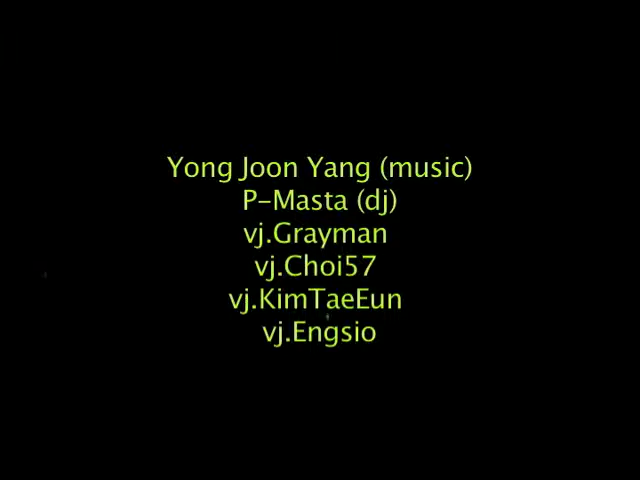 Yong Joon Yang (music)
P-Masta (dj)
vj.Grayman
vj.Choi57
vj.KimTaeEun
vj.Engsio